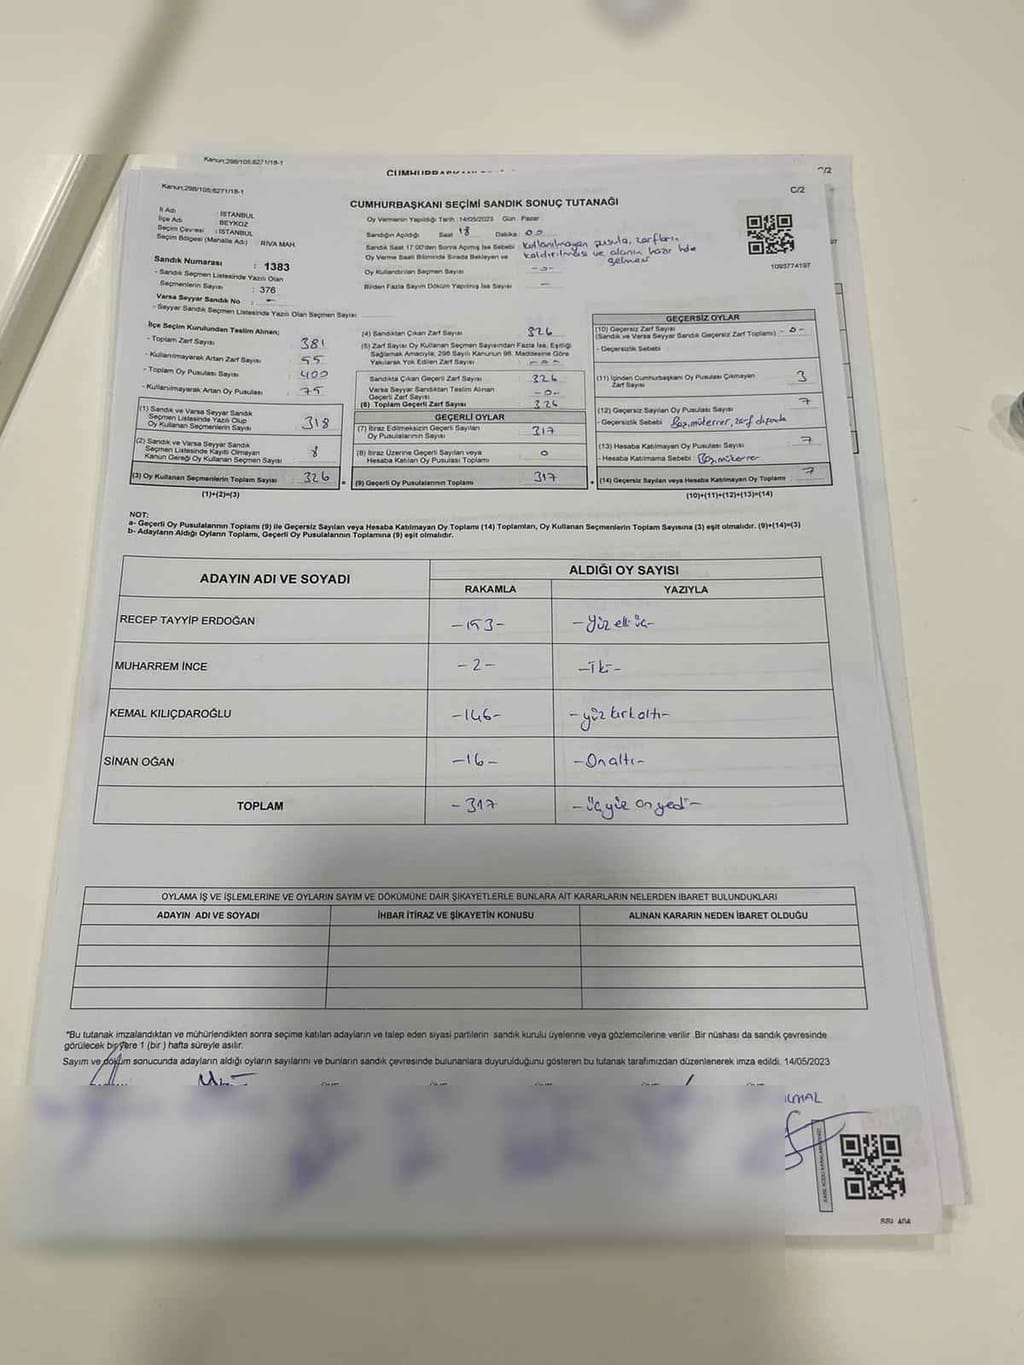 Kanun;298/105;6271/18-1
C/2
Kanun;298/105;6271/18-1
C/2
CUMHURBAŞKANI SEÇİMİ SANDIK SONUÇ TUTANAĞI
İl Adı : İSTANBUL
İlçe Adı : BEYKOZ
Seçim Çevresi : İSTANBUL
Seçim Bölgesi (Mahalle Adı) RİVA MAH.
Oy Vermenin Yapıldığı Tarih :14/05/2023 Gün : Pazar
Sandığın Açıldığı Saat 18 Dakika : 00
Sandık Saat 17:00'den Sonra Açılmış İse Sebebi : Kullanılmayan pusula, zarfların
Oy Verme Saati Bitiminde Sırada Bekleyen ve kaldırılması ve alanın hazır hale gelmesi
Oy Kullandırılan Seçmen Sayısı -o-
Birden Fazla Sayım Döküm Yapılmış İse Sayısı : -
1093774197
Sandık Numarası : 1383
- Sandık Seçmen Listesinde Yazılı Olan
Seçmenlerin Sayısı : 376
Varsa Seyyar Sandık No : -
- Seyyar Sandık Seçmen Listesinde Yazılı Olan Seçmen Sayısı
İlçe Seçim Kurulundan Teslim Alınan;
- Toplam Zarf Sayısı 381
- Kullanılmayarak Artan Zarf Sayısı 55
- Toplam Oy Pusulası Sayısı 400
- Kullanılmayarak Artan Oy Pusulası 75
(1) Sandık ve Varsa Seyyar Sandık
Seçmen Listesinde Yazılı Olup
Oy Kullanan Seçmenlerin Sayısı 318
(2) Sandık ve Varsa Seyyar Sandık
Seçmen Listesinde Kayıtlı Olmayan
Kanun Gereği Oy Kullanan Seçmen Sayısı 8
(3) Oy Kullanan Seçmenlerin Toplam Sayısı 326
(1)+(2)=(3)
(4) Sandıktan Çıkan Zarf Sayısı 326
(5) Zarf Sayısı Oy Kullanan Seçmen Sayısından Fazla İse, Eşitliği
Sağlamak Amacıyla, 298 Sayılı Kanunun 98. Maddesine Göre
Yakılarak Yok Edilen Zarf Sayısı
Sandıkta Çıkan Geçerli Zarf Sayısı 326
Varsa Seyyar Sandıktan Teslim Alınan
Geçerli Zarf Sayısı -0-
(6) Toplam Geçerli Zarf Sayısı 326
GEÇERLİ OYLAR
(7) İtiraz Edilmeksizin Geçerli Sayılan
Oy Pusulalarının Sayısı 317
(8) İtiraz Üzerine Geçerli Sayılan veya
Hesaba Katılan Oy Pusulası Toplamı 0
(9) Geçerli Oy Pusulalarının Toplamı 317
GEÇERSİZ OYLAR
(10) Geçersiz Zarf Sayısı
(Sandık ve Varsa Seyyar Sandık Geçersiz Zarf Toplamı) -0-
- Geçersizlik Sebebi
(11) İçinden Cumhurbaşkanı Oy Pusulası Çıkmayan
Zarf Sayısı 3
(12) Geçersiz Sayılan Oy Pusulası Sayısı 7
- Geçersizlik Sebebi
(13) Hesaba Katılmayan Oy Pusulası Sayısı 7
- Hesaba Katılmama Sebebi
(14) Geçersiz Sayılan veya Hesaba Katılmayan Oy Toplamı 7
(10)+(11)+(12)+(13)=(14)
NOT:
a- Geçerli Oy Pusulalarının Toplamı (9) ile Geçersiz Sayılan veya Hesaba Katılmayan Oy Toplamı (14) Toplamları, Oy Kullanan Seçmenlerin Toplam Sayısına (3) eşit olmalıdır. (9)+(14)=(3)
b- Adayların Aldığı Oyların Toplamı, Geçerli Oy Pusulalarının Toplamına (9) eşit olmalıdır.
ADAYIN ADI VE SOYADI
ALDIĞI OY SAYISI
RAKAMLA YAZIYLA
RECEP TAYYİP ERDOĞAN -153- -Yüz elli üç-
MUHARREM İNCE -2- -İki-
KEMAL KILIÇDAROĞLU -146- -yüz kırk altı-
SİNAN OĞAN -16- -On altı-
TOPLAM -317- -üçyüz on yedi-
OYLAMA İŞ VE İŞLEMLERİNE VE OYLARIN SAYIM VE DÖKÜMÜNE DAİR ŞİKAYETLERLE BUNLARA AİT KARARLARIN NELERDEN İBARET BULUNDUKLARI
ADAYIN ADI VE SOYADI İHBAR İTİRAZ VE ŞİKAYETİN KONUSU ALINAN KARARIN NEDEN İBARET OLDUĞU
*Bu tutanak imzalandıktan ve mühürlendikten sonra seçime katılan adayların ve talep eden siyasi partilerin sandık kurulu üyelerine veya gözlemcilerine verilir .Bir nüshası da sandık çevresinde
görülecek bir yere 1 (bir ) hafta süreyle asılır.
Sayım ve döküm sonucunda adayların aldığı oyların sayılarını ve bunların sandık çevresinde bulunanlara duyurulduğunu gösteren bu tutanak tarafımızdan düzenlenerek imza edildi. 14/05/2023